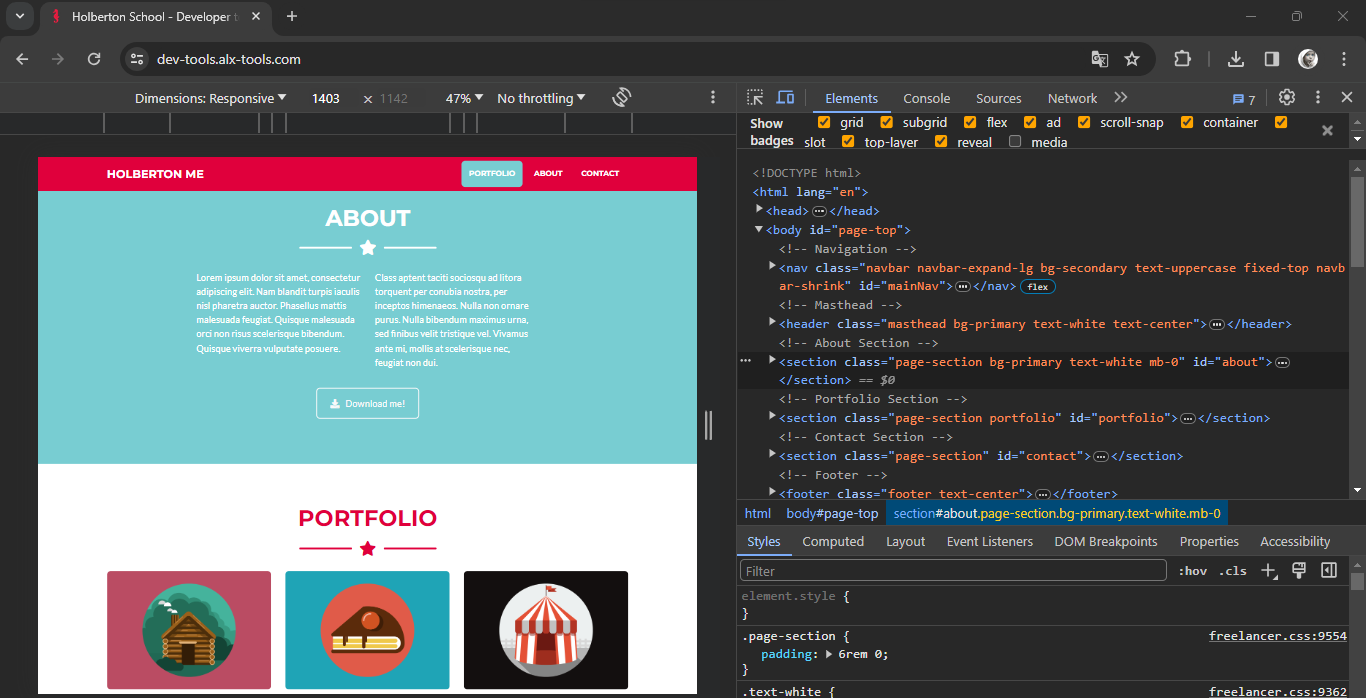 Holberton School - Developer t
dev-tools.alx-tools.com
Dimensions: Responsive 1403 × 1142 47% No throttling
Elements Console Sources Network 7
Show badges grid subgrid flex ad scroll-snap container
slot top-layer reveal media
HOLBERTON ME PORTFOLIO ABOUT CONTACT
ABOUT
Lorem ipsum dolor sit amet, consectetur
adipiscing elit. Nam blandit turpis iaculis
nisl pharetra auctor. Phasellus mattis
malesuada feugiat. Quisque malesuada
orci non risus scelerisque bibendum.
Quisque viverra vulputate posuere.
Class aptent taciti sociosqu ad litora
torquent per conubia nostra, per
inceptos himenaeos. Nulla non ornare
purus. Nulla bibendum maximus urna,
sed finibus velit tristique vel. Vivamus
ante mi, mollis at scelerisque nec,
feugiat non dui.
Download me!
PORTFOLIO
<!DOCTYPE html>
<html lang="en">
<head>…</head>
<body id="page-top">
<!-- Navigation -->
<nav class="navbar navbar-expand-lg bg-secondary text-uppercase fixed-top navb
ar-shrink" id="mainNav">…</nav> flex
<!-- Masthead -->
<header class="masthead bg-primary text-white text-center">…</header>
<!-- About Section -->
<section class="page-section bg-primary text-white mb-0" id="about">…
</section> == $0
<!-- Portfolio Section -->
<section class="page-section portfolio" id="portfolio">…</section>
<!-- Contact Section -->
<section class="page-section" id="contact">…</section>
<!-- Footer -->
<footer class="footer text-center">…</footer>
html body#page-top section#about.page-section.bg-primary.text-white.mb-0
Styles Computed Layout Event Listeners DOM Breakpoints Properties Accessibility
Filter :hov .cls
element.style {
}
.page-section { freelancer.css:9554
padding: 6rem 0;
}
.text-white { freelancer.css:9362